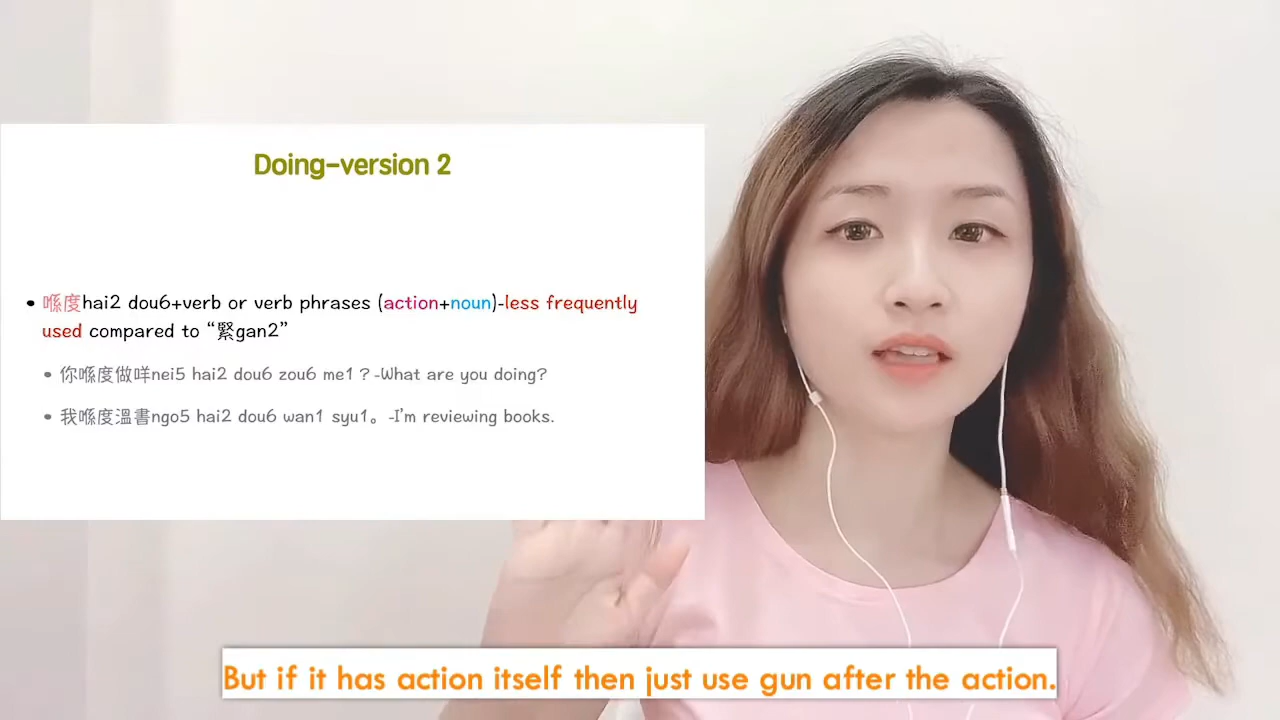 Doing-version 2
• 喺度hai2 dou6+verb or verb phrases (action+noun)-less frequently
used compared to “緊gan2”
• 你喺度做咩nei5 hai2 dou6 zou6 me1？-What are you doing?
• 我喺度溫書ngo5 hai2 dou6 wan1 syu1。-I'm reviewing books.
But if it has action itself then just use gun after the action.